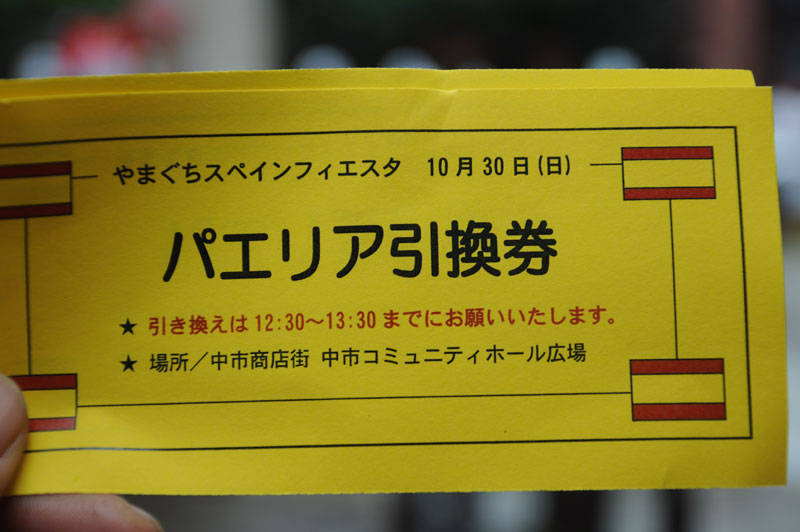 やまぐちスペインフィエスタ 10月30日(日)
パエリア引換券
★ 引き換えは12:30〜13:30までにお願いいたします。
★ 場所／中市商店街 中市コミュニティホール広場